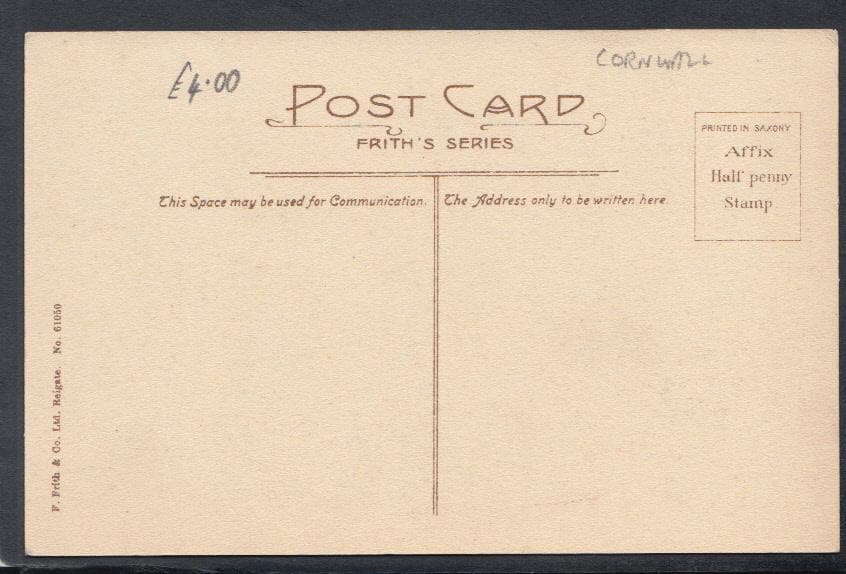 £4.00
CORNWALL
POST CARD
FRITH'S SERIES
PRINTED IN SAXONY
Affix
Half penny
Stamp
This Space may be used for Communication.
The Address only to be written here.
F. Frith & Co. Ltd. Reigate. No. 61050